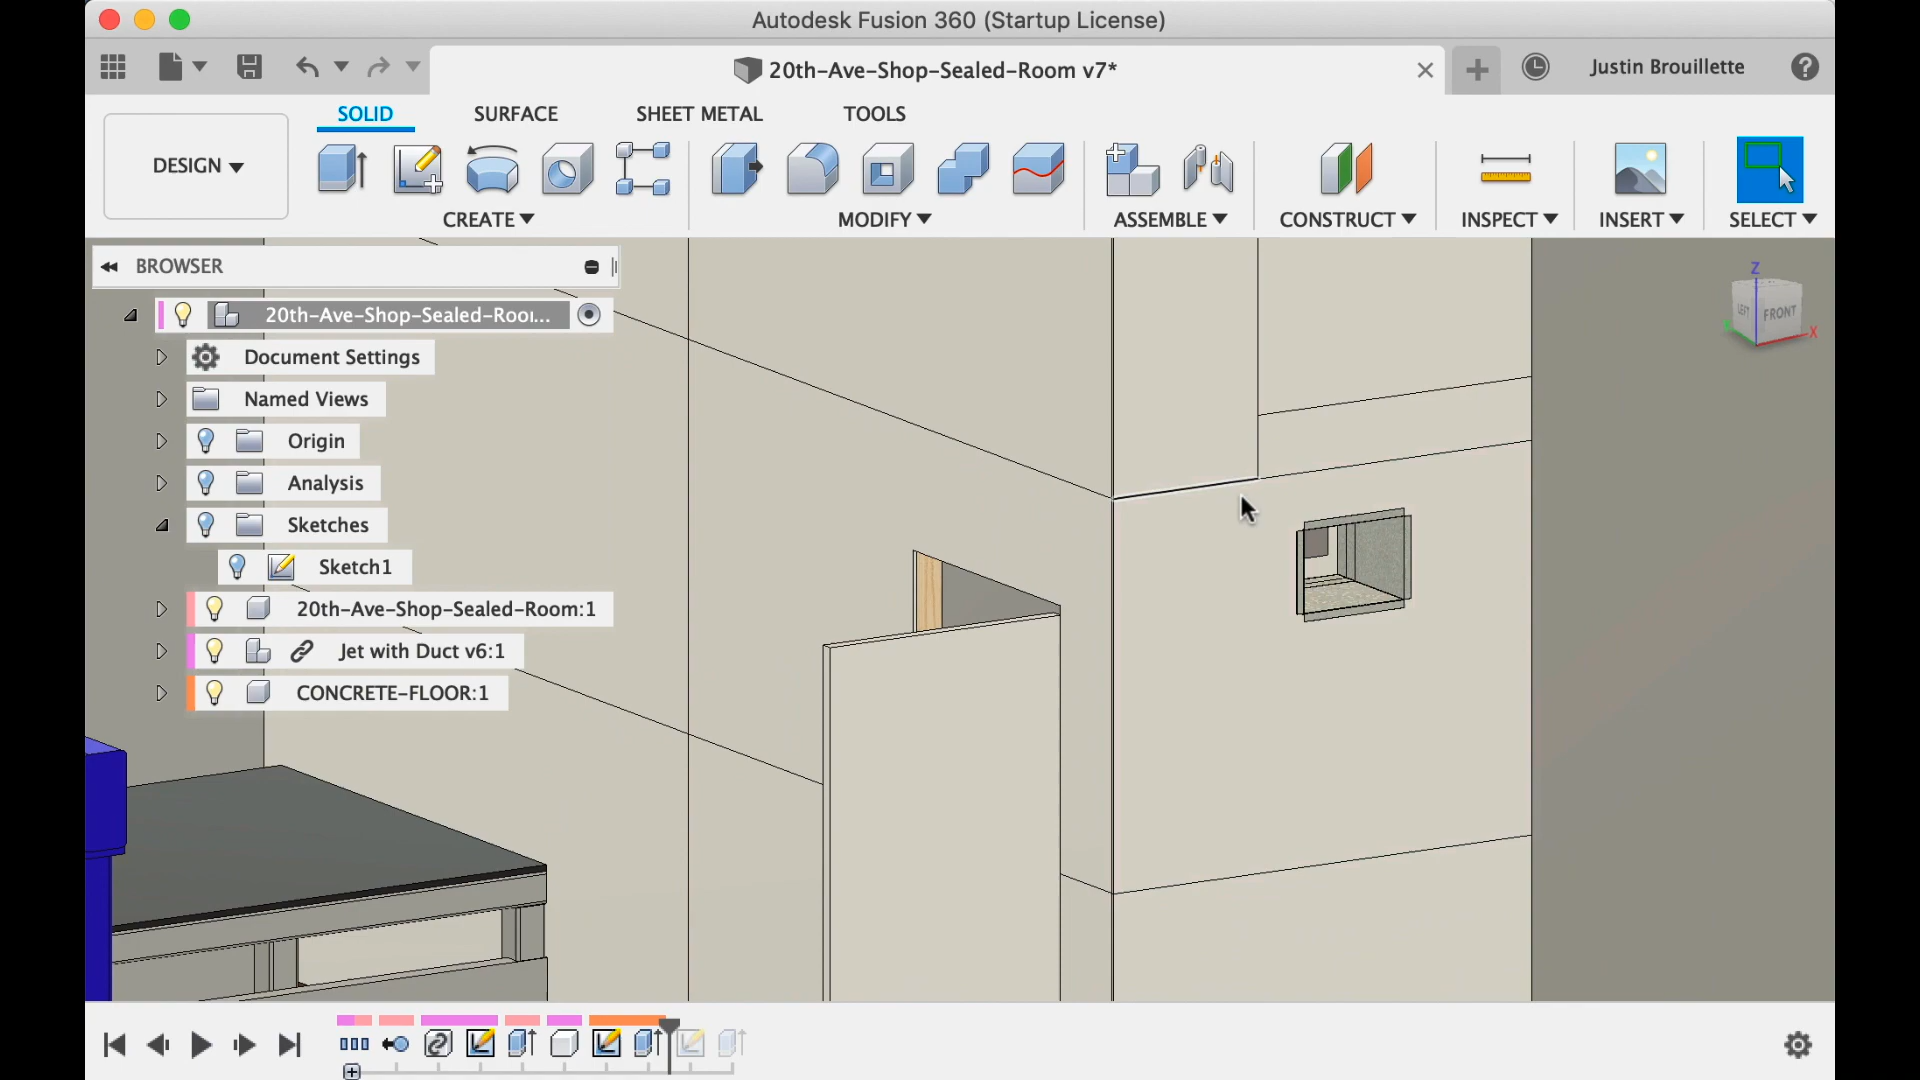 Autodesk Fusion 360 (Startup License)
20th-Ave-Shop-Sealed-Room v7*
Justin Brouillette
SOLID
SURFACE
SHEET METAL
TOOLS
DESIGN
CREATE
MODIFY
ASSEMBLE
CONSTRUCT
INSPECT
INSERT
SELECT
BROWSER
20th-Ave-Shop-Sealed-Roor...
Document Settings
Named Views
Origin
Analysis
Sketches
Sketch1
20th-Ave-Shop-Sealed-Room:1
Jet with Duct v6:1
CONCRETE-FLOOR:1
Z
LEFT
FRONT
X